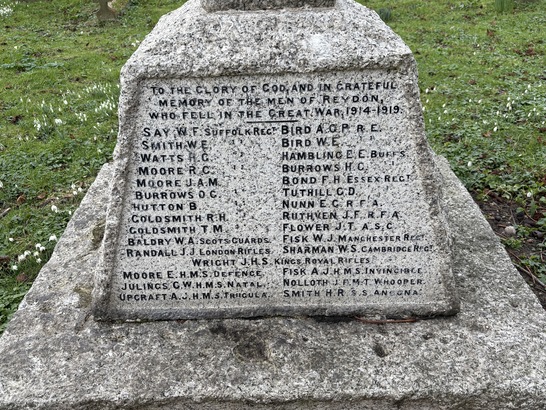 TO THE GLORY OF GOD, AND IN GRATEFUL
MEMORY OF THE MEN OF REYDON,
WHO FELL IN THE GREAT WAR, 1914-1919.
SAY W.F. SUFFOLK REGT BIRD A.G.P. R.E.
SMITH W.E. " " BIRD W.E.
WATTS H.G. " " HAMBLING E.E. BUFFS.
MOORE R.G. " " BURROWS H.G.
MOORE J.A.M. " " BOND F.H. ESSEX REGT
BURROWS O.G. " " TUTHILL G.D.
HUTTON B. " " NUNN E.C. R.F.A.
GOLDSMITH R.H. RUTHVEN J.F. R.F.A.
GOLDSMITH T.M. FLOWER J.T. A.S.C.
BALDRY W.A. SCOTS GUARDS. FISK W.J. MANCHESTER REGT
RANDALL J.J. LONDON RIFLES. SHARMAN W.S. CAMBRIDGE REGT
WRIGHT J.H.S. KINGS ROYAL RIFLES.
MOORE E. H.M.S. DEFENCE. FISK A.J. H.M.S. INVINCIBLE.
JULINGS G.W. H.M.S. NATAL. NOLLOTH J.P. M.T. WHOOPER.
UPCRAFT A.J. H.M.S. SMITH H.R. S.S.